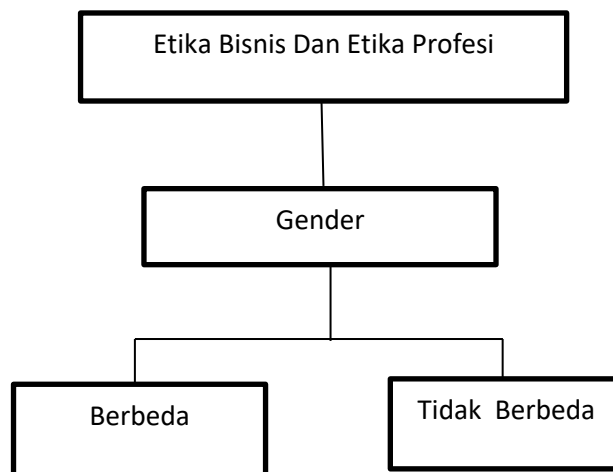 Etika Bisnis Dan Etika Profesi
Gender
Berbeda
Tidak Berbeda